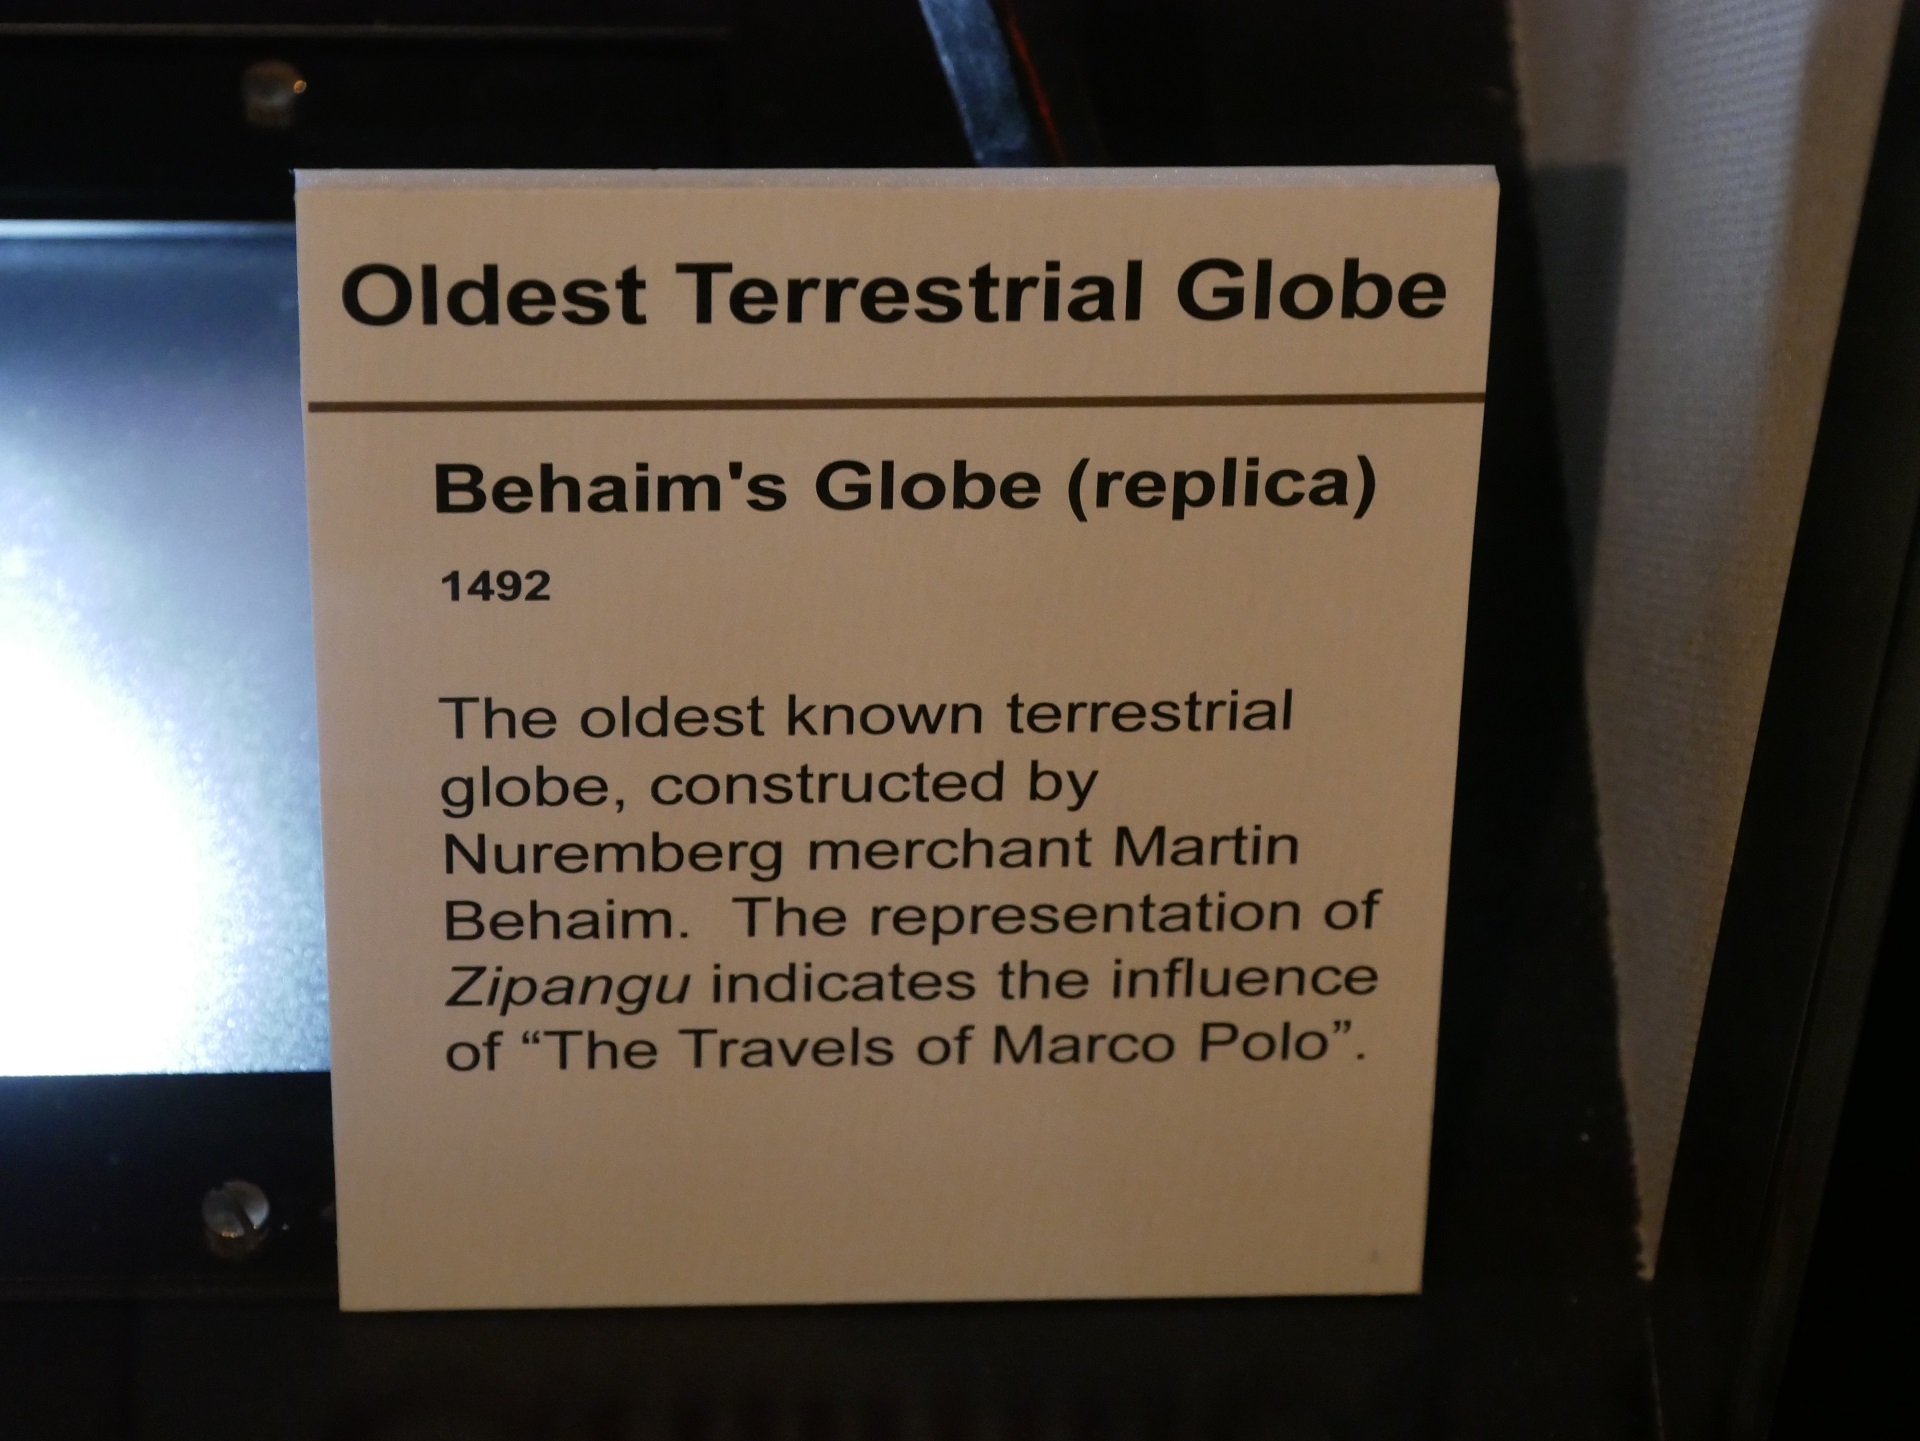 Oldest Terrestrial Globe
Behaim's Globe (replica)
1492
The oldest known terrestrial
globe, constructed by
Nuremberg merchant Martin
Behaim.  The representation of
Zipangu indicates the influence
of “The Travels of Marco Polo”.